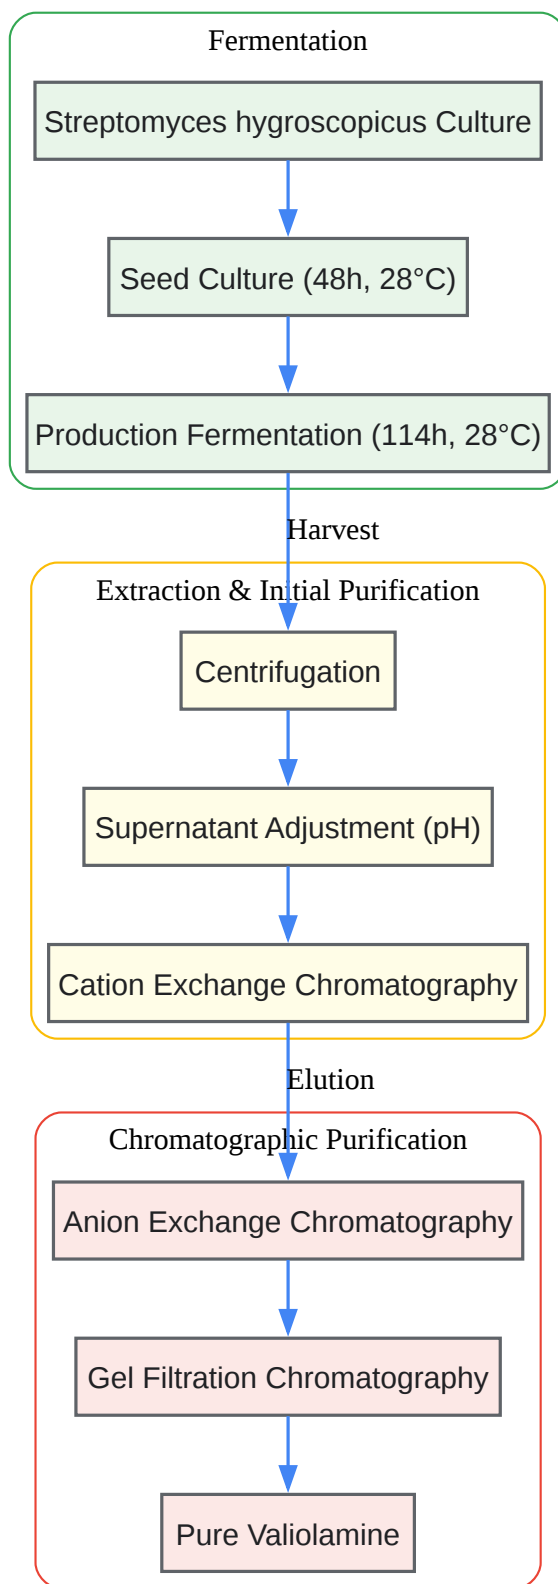 Fermentation
Streptomyces hygroscopicus Culture
Seed Culture (48h, 28°C)
Production Fermentation (114h, 28°C)
Harvest
Extraction & Initial Purification
Centrifugation
Supernatant Adjustment (pH)
Cation Exchange Chromatography
Elution
Chromatographic Purification
Anion Exchange Chromatography
Gel Filtration Chromatography
Pure Valiolamine